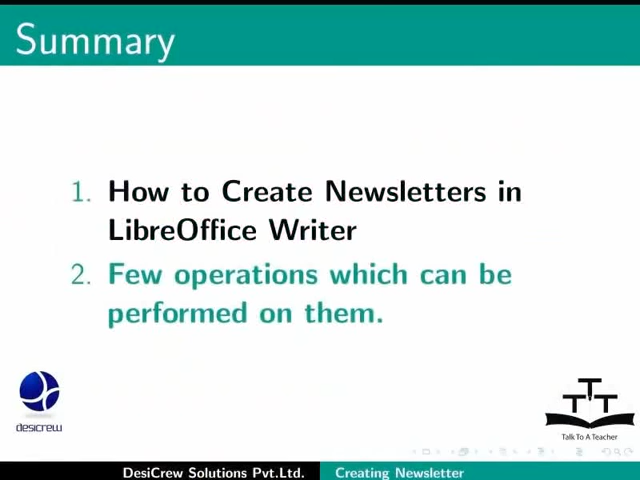 Summary
1. How to Create Newsletters in
LibreOffice Writer
2. Few operations which can be
performed on them.
desicrew
TTT
Talk To A Teacher
DesiCrew Solutions Pvt.Ltd. Creating Newsletter